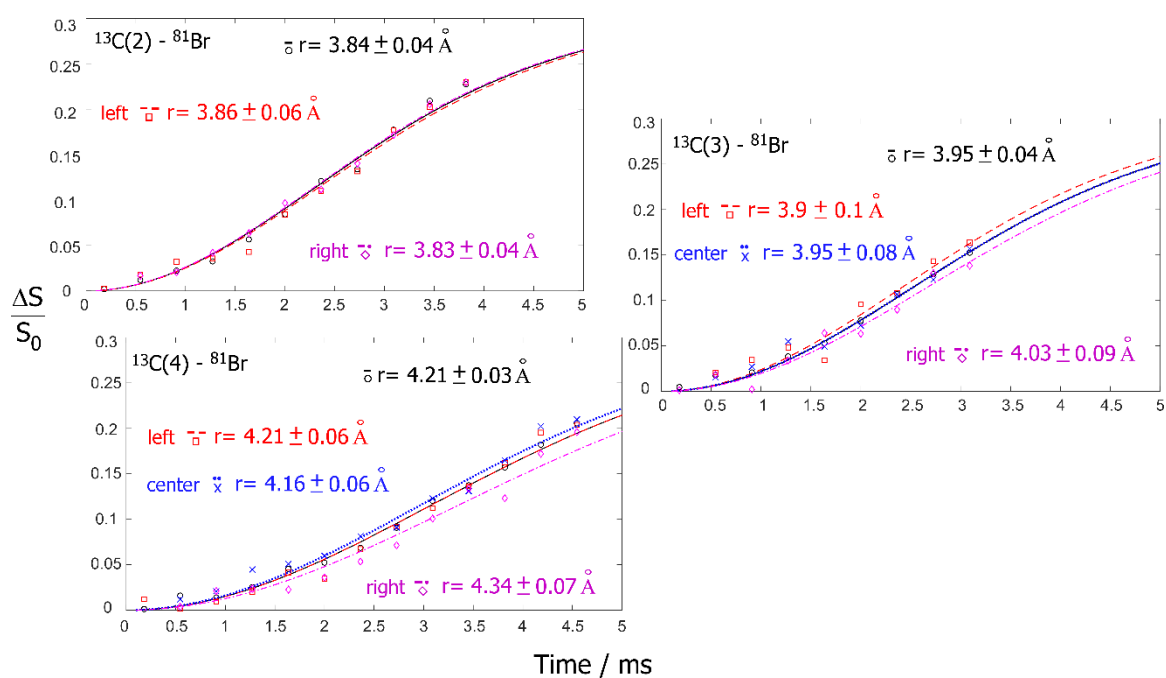 0.3
0.25
0.2
0.15
0.1
0.05
0
¹³C(2) - ⁸¹Br
r= 3.84 ± 0.04 Å
left r= 3.86 ± 0.06 Å
right r= 3.83 ± 0.04 Å
0 0.5 1 1.5 2 2.5 3 3.5 4 4.5 5
0.3
0.25
0.2
0.15
0.1
0.05
0
¹³C(3) - ⁸¹Br
r= 3.95 ± 0.04 Å
left r= 3.9 ± 0.1 Å
center r= 3.95 ± 0.08 Å
right r= 4.03 ± 0.09 Å
0 0.5 1 1.5 2 2.5 3 3.5 4 4.5 5
ΔS
S₀
0.3
0.25
0.2
0.15
0.1
0.05
0
¹³C(4) - ⁸¹Br
r= 4.21 ± 0.03 Å
left r= 4.21 ± 0.06 Å
center r= 4.16 ± 0.06 Å
right r= 4.34 ± 0.07 Å
0 0.5 1 1.5 2 2.5 3 3.5 4 4.5 5
Time / ms